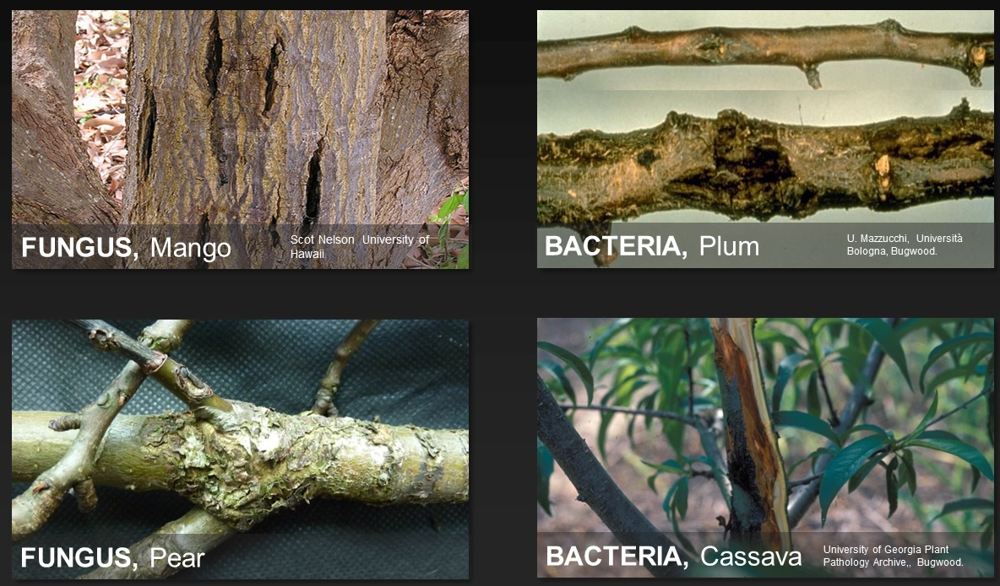 FUNGUS, Mango
Scot Nelson University of
Hawaii
BACTERIA, Plum
U. Mazzucchi, Università
Bologna, Bugwood.
FUNGUS, Pear
BACTERIA, Cassava
University of Georgia Plant
Pathology Archive,, Bugwood.